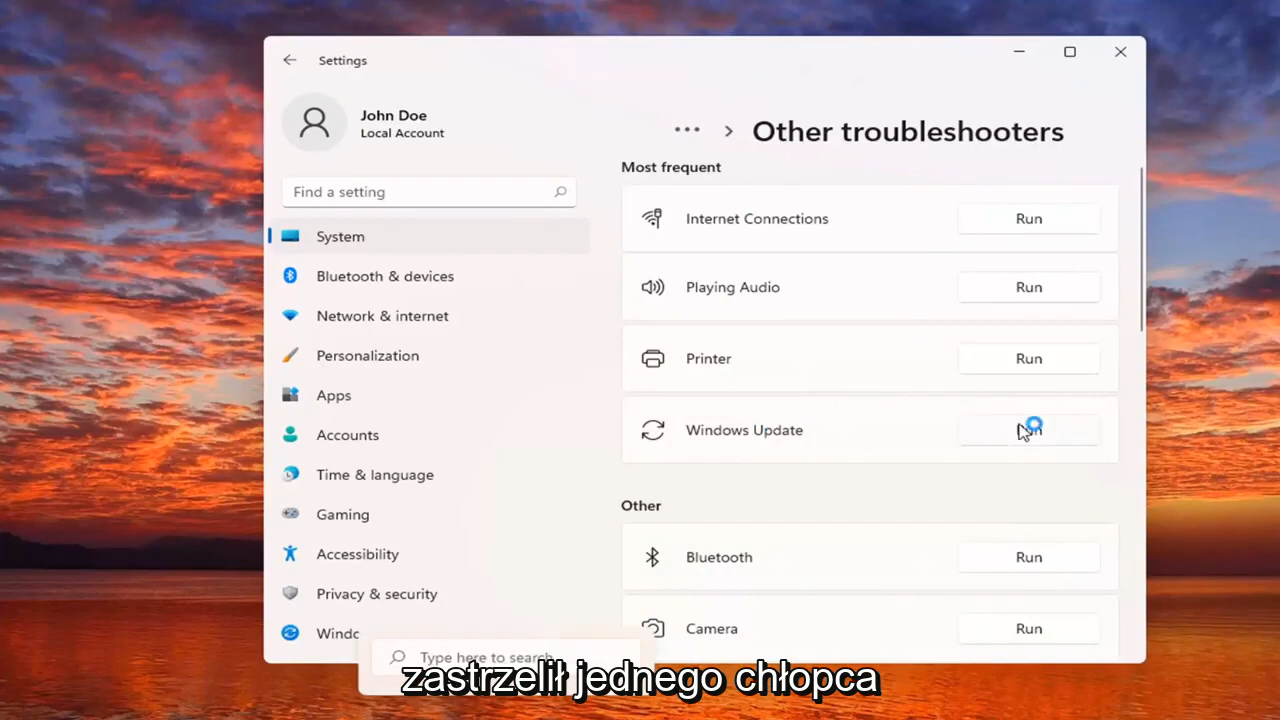 Settings
John Doe
Local Account
Find a setting
System
Bluetooth & devices
Network & internet
Personalization
Apps
Accounts
Time & language
Gaming
Accessibility
Privacy & security
Other troubleshooters
Most frequent
Internet Connections Run
Playing Audio Run
Printer Run
Windows Update
Other
Bluetooth Run
Camera Run
Type here to search
zastrzelił jednego chłopca